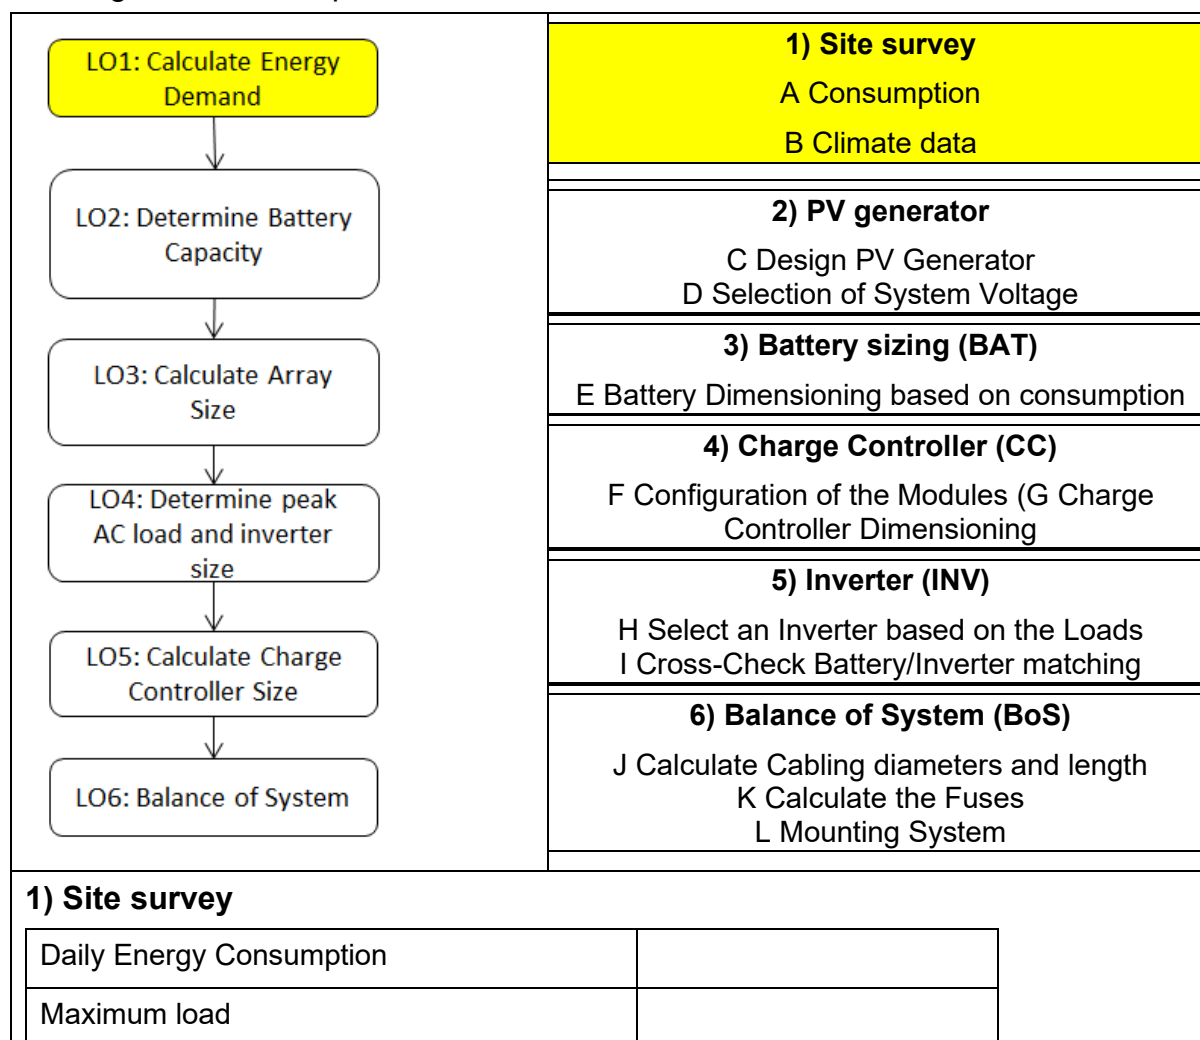 LO1: Calculate Energy
Demand
LO2: Determine Battery
Capacity
LO3: Calculate Array
Size
LO4: Determine peak
AC load and inverter
size
LO5: Calculate Charge
Controller Size
LO6: Balance of System
1) Site survey
A Consumption
B Climate data
2) PV generator
C Design PV Generator
D Selection of System Voltage
3) Battery sizing (BAT)
E Battery Dimensioning based on consumption
4) Charge Controller (CC)
F Configuration of the Modules (G Charge
Controller Dimensioning
5) Inverter (INV)
H Select an Inverter based on the Loads
I Cross-Check Battery/Inverter matching
6) Balance of System (BoS)
J Calculate Cabling diameters and length
K Calculate the Fuses
L Mounting System
1) Site survey
Daily Energy Consumption
Maximum load